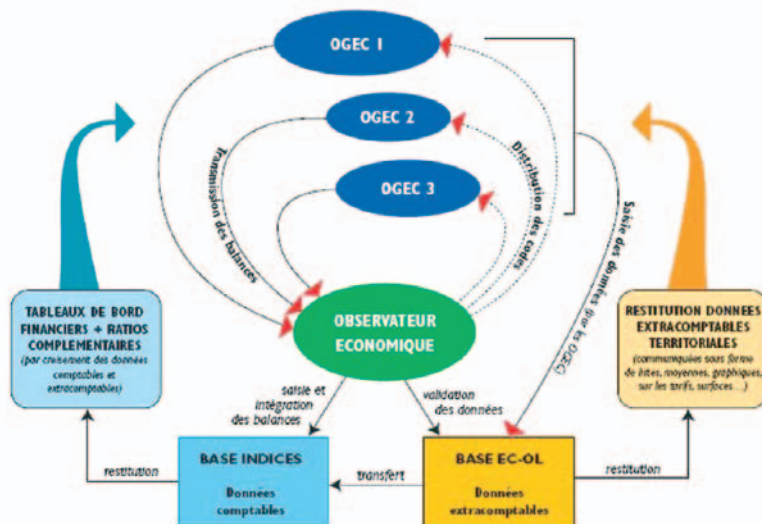 OGEC 1
OGEC 2
OGEC 3
Transmission des balances
Distribution des codes
Saisie des données (par les OGEC)
OBSERVATEUR
ECONOMIQUE
TABLEAUX DE BORD
FINANCIERS + RATIOS
COMPLEMENTAIRES
(par croisement des données
comptables et
extracomptables)
RESTITUTION DONNEES
EXTRACOMPTABLES
TERRITORIALES
(communiquées sous forme
de listes, moyennes, graphiques,
sur les tarifs, surfaces...)
saisie et
intégration
des balances
validation
des données
restitution
BASE INDICES
Données
comptables
transfert
BASE EC-OL
Données
extracomptables
restitution